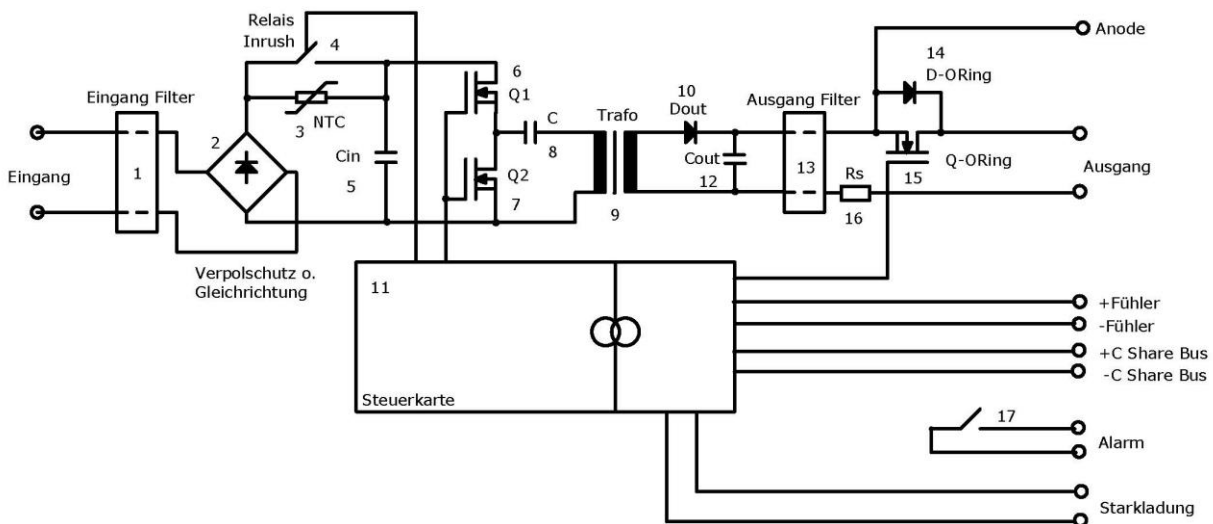 Relais
Inrush
4
Anode
14
D-ORing
Eingang Filter
6
Q1
10
Dout
Ausgang Filter
Trafo
3
NTC
C
8
2
1
Cin
5
Cout
12
13
Q-ORing
15
Eingang
Ausgang
Q2
7
9
Rs
16
Verpolschutz o.
Gleichrichtung
11
+Fühler
-Fühler
+C Share Bus
-C Share Bus
Steuerkarte
17
Alarm
Starkladung